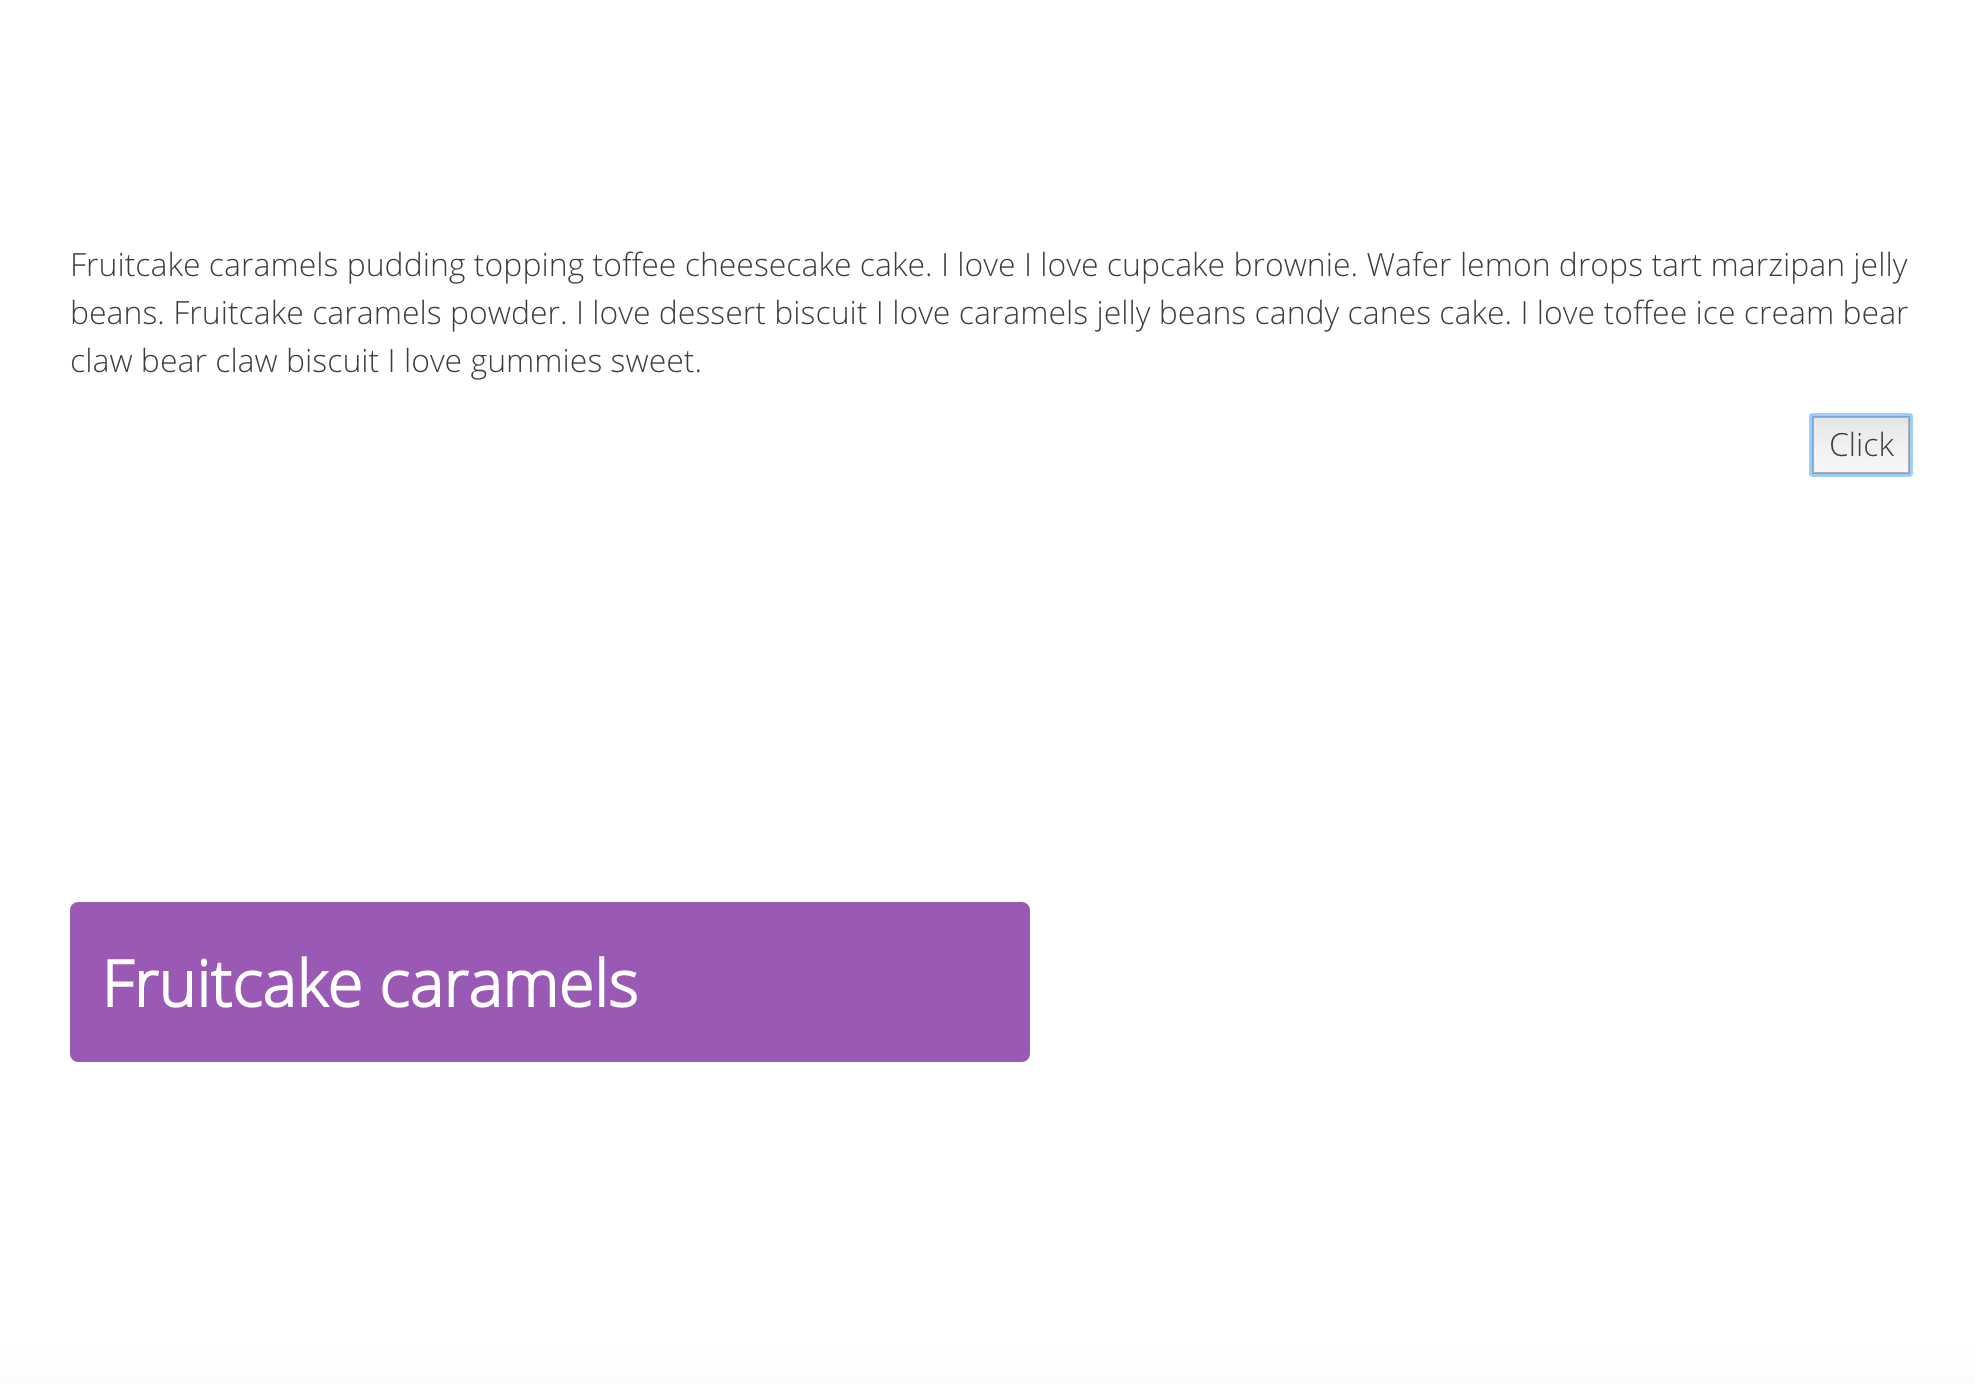 Fruitcake caramels pudding topping toffee cheesecake cake. I love I love cupcake brownie. Wafer lemon drops tart marzipan jelly
beans. Fruitcake caramels powder. I love dessert biscuit I love caramels jelly beans candy canes cake. I love toffee ice cream bear
claw bear claw biscuit I love gummies sweet.
Click
Fruitcake caramels